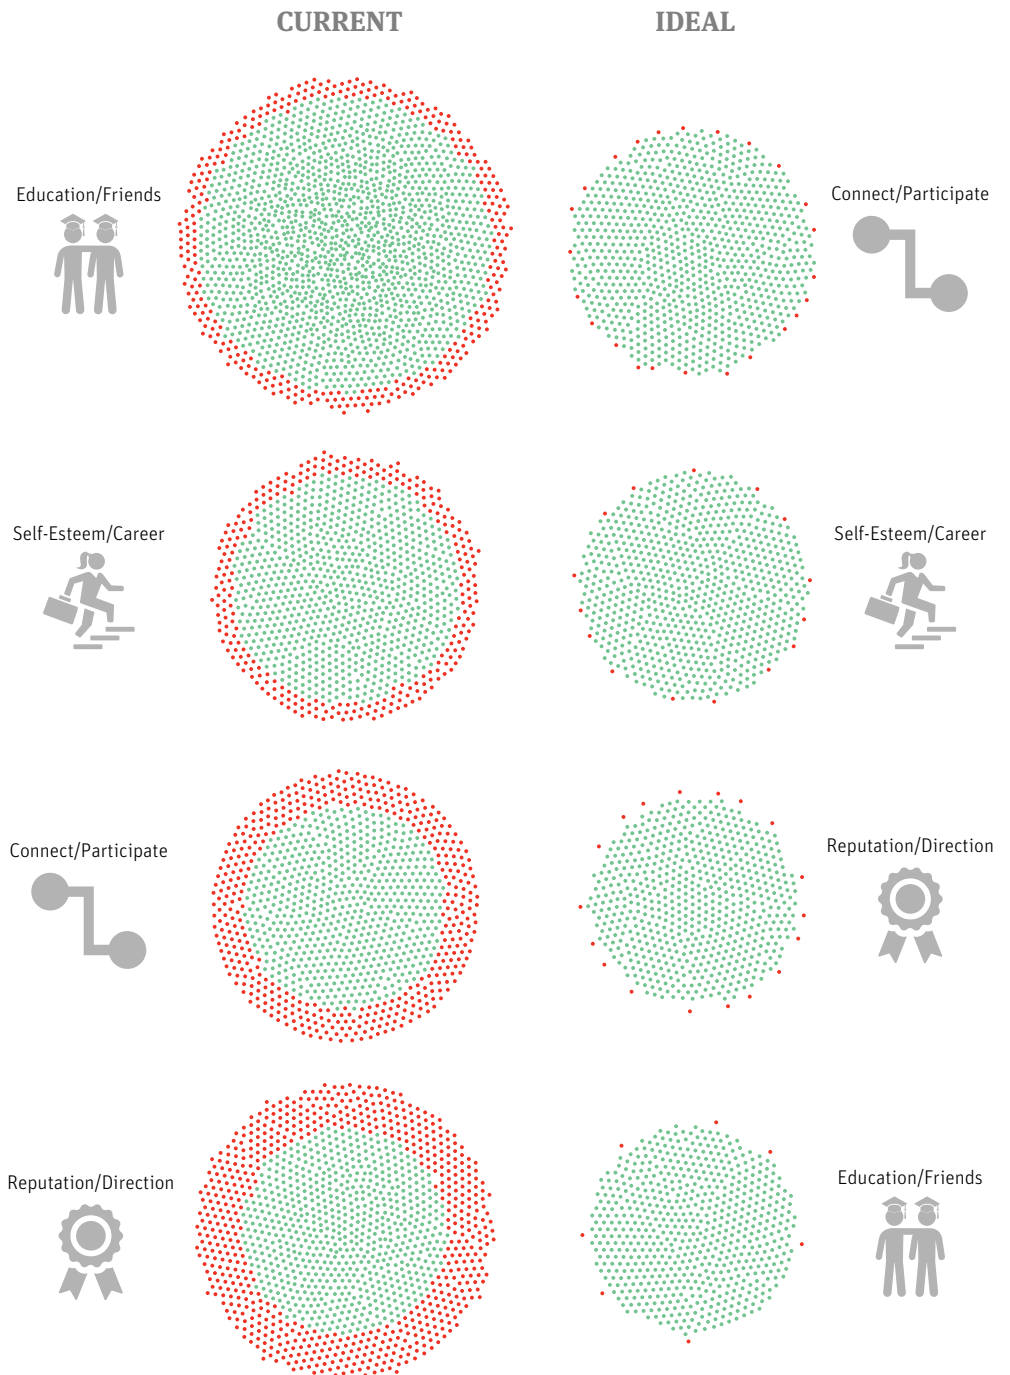 CURRENT
IDEAL
Education/Friends
Connect/Participate
Self-Esteem/Career
Self-Esteem/Career
Connect/Participate
Reputation/Direction
Reputation/Direction
Education/Friends